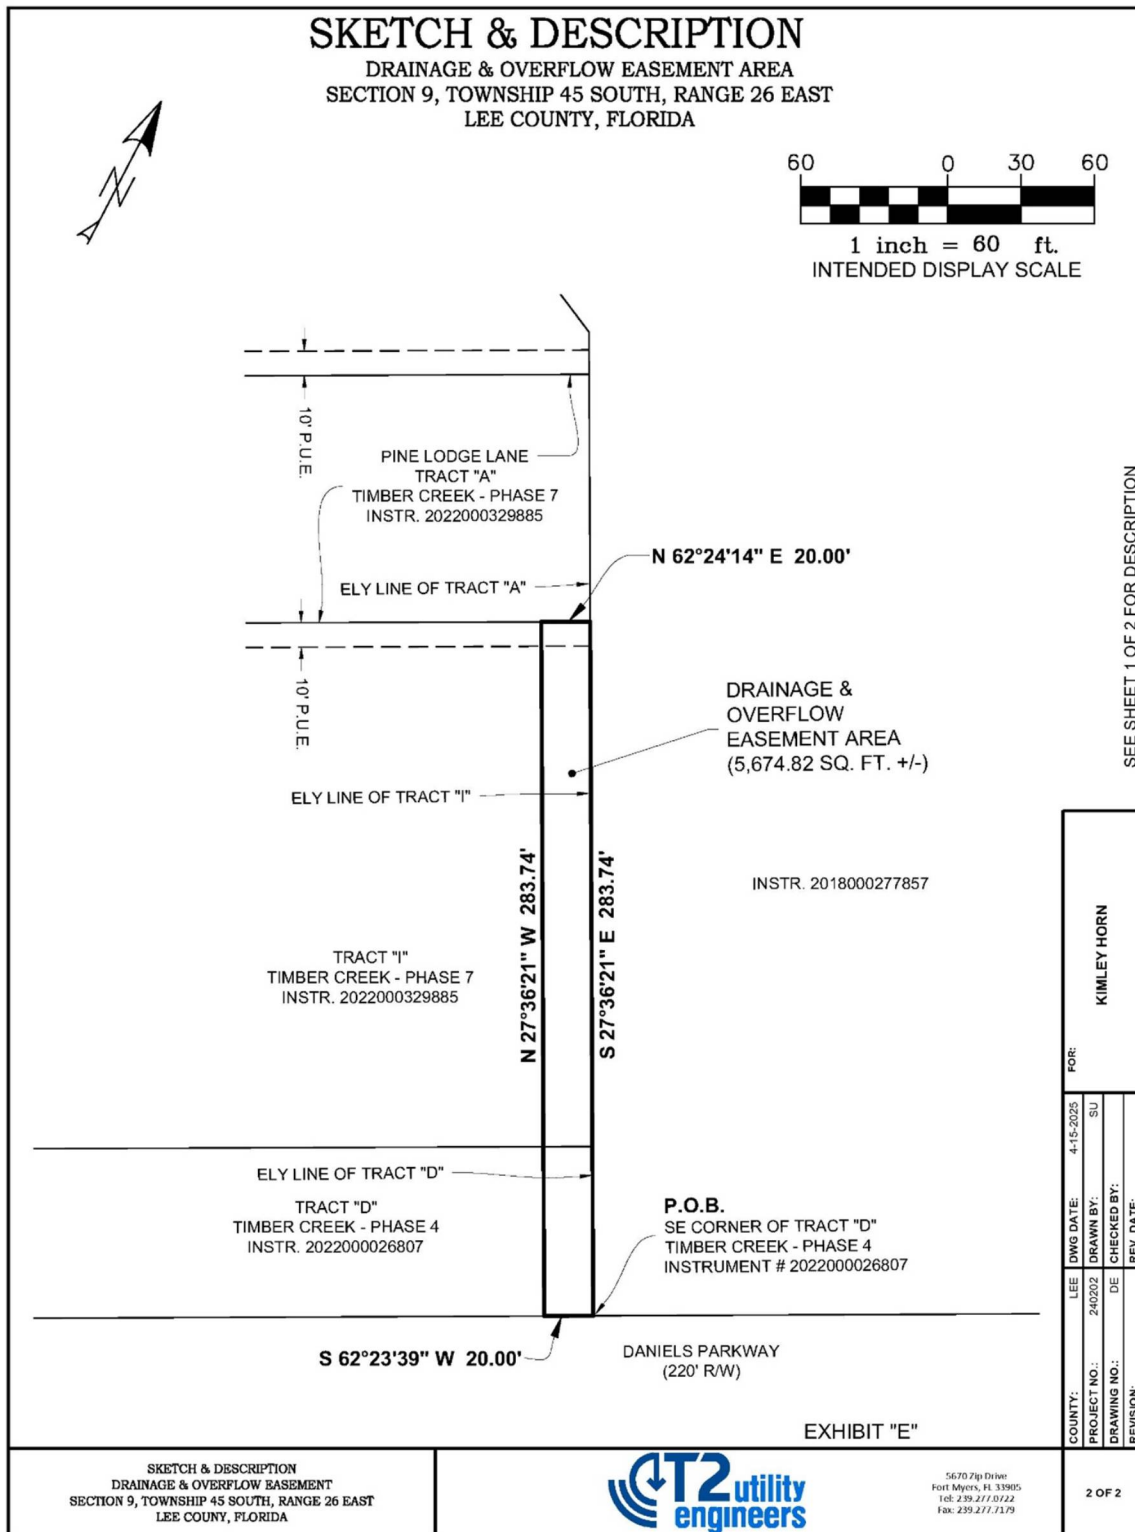 SKETCH & DESCRIPTION
DRAINAGE & OVERFLOW EASEMENT AREA
SECTION 9, TOWNSHIP 45 SOUTH, RANGE 26 EAST
LEE COUNTY, FLORIDA
N
60 0 30 60
1 inch = 60 ft.
INTENDED DISPLAY SCALE
10' P.U.E.
PINE LODGE LANE
TRACT "A"
TIMBER CREEK - PHASE 7
INSTR. 2022000329885
N 62°24'14" E 20.00'
ELY LINE OF TRACT "A"
10' P.U.E.
DRAINAGE &
OVERFLOW
EASEMENT AREA
(5,674.82 SQ. FT. +/-)
ELY LINE OF TRACT "I"
N 27°36'21" W 283.74'
S 27°36'21" E 283.74'
INSTR. 2018000277857
TRACT "I"
TIMBER CREEK - PHASE 7
INSTR. 2022000329885
ELY LINE OF TRACT "D"
TRACT "D"
TIMBER CREEK - PHASE 4
INSTR. 2022000026807
P.O.B.
SE CORNER OF TRACT "D"
TIMBER CREEK - PHASE 4
INSTRUMENT # 2022000026807
S 62°23'39" W 20.00'
DANIELS PARKWAY
(220' R/W)
EXHIBIT "E"
SEE SHEET 1 OF 2 FOR DESCRIPTION
FOR:
KIMLEY HORN
COUNTY: LEE DWG DATE: 4-15-2025
PROJECT NO.: 240202 DRAWN BY: SU
DRAWING NO.: DE CHECKED BY:
REVISION: REV. DATE:
SKETCH & DESCRIPTION
DRAINAGE & OVERFLOW EASEMENT
SECTION 9, TOWNSHIP 45 SOUTH, RANGE 26 EAST
LEE COUNY, FLORIDA
T2 utility
engineers
5670 Zip Drive
Fort Myers, FL 33905
Tel: 239.277.0722
Fax: 239.277.7179
2 OF 2